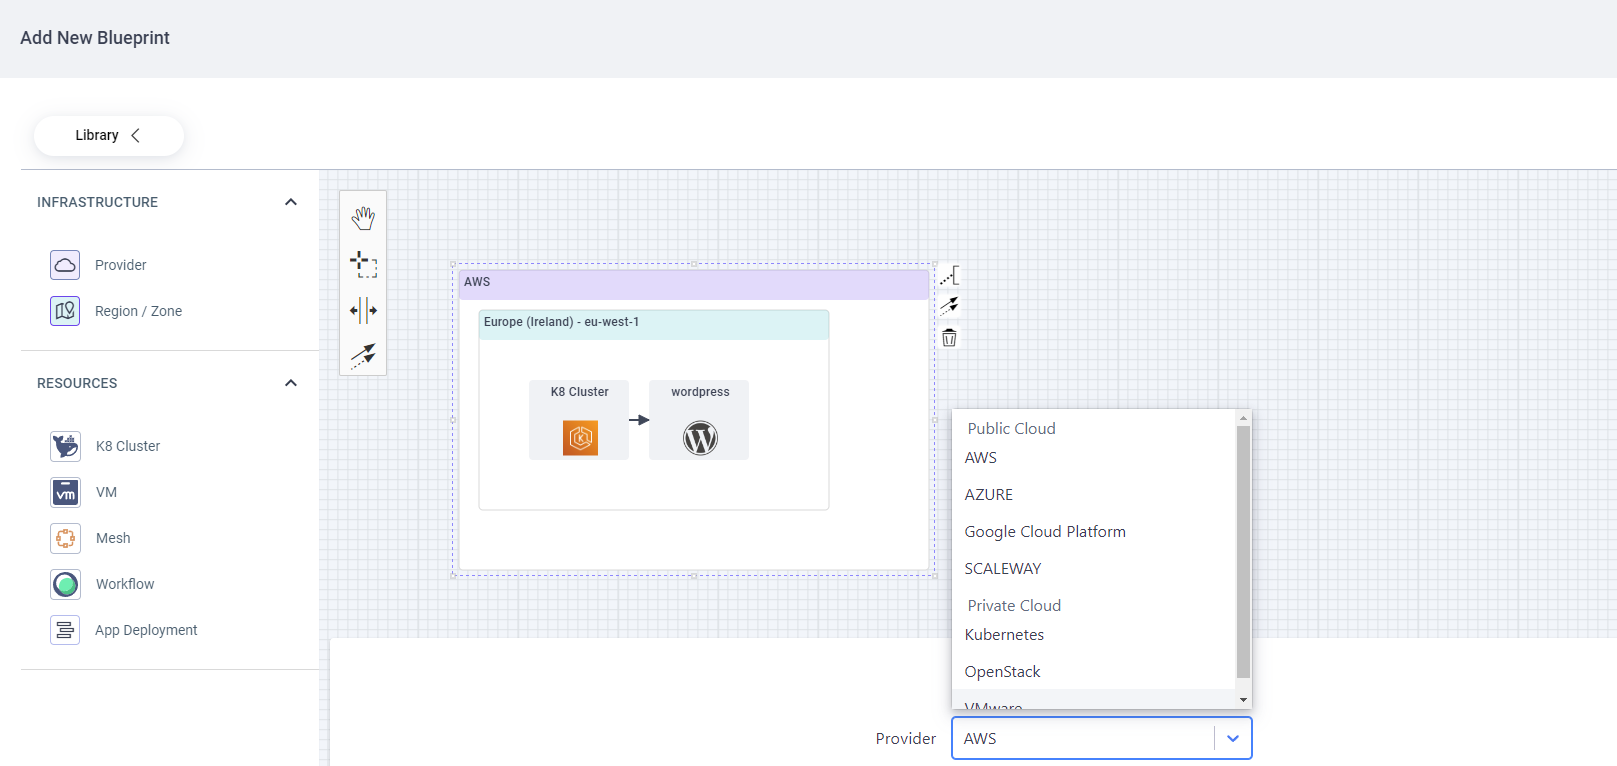 Add New Blueprint
Library
INFRASTRUCTURE
Provider
Region / Zone
RESOURCES
K8 Cluster
VM
Mesh
Workflow
App Deployment
AWS
Europe (Ireland) - eu-west-1
K8 Cluster
wordpress
Public Cloud
AWS
AZURE
Google Cloud Platform
SCALEWAY
Private Cloud
Kubernetes
OpenStack
VMware
Provider
AWS